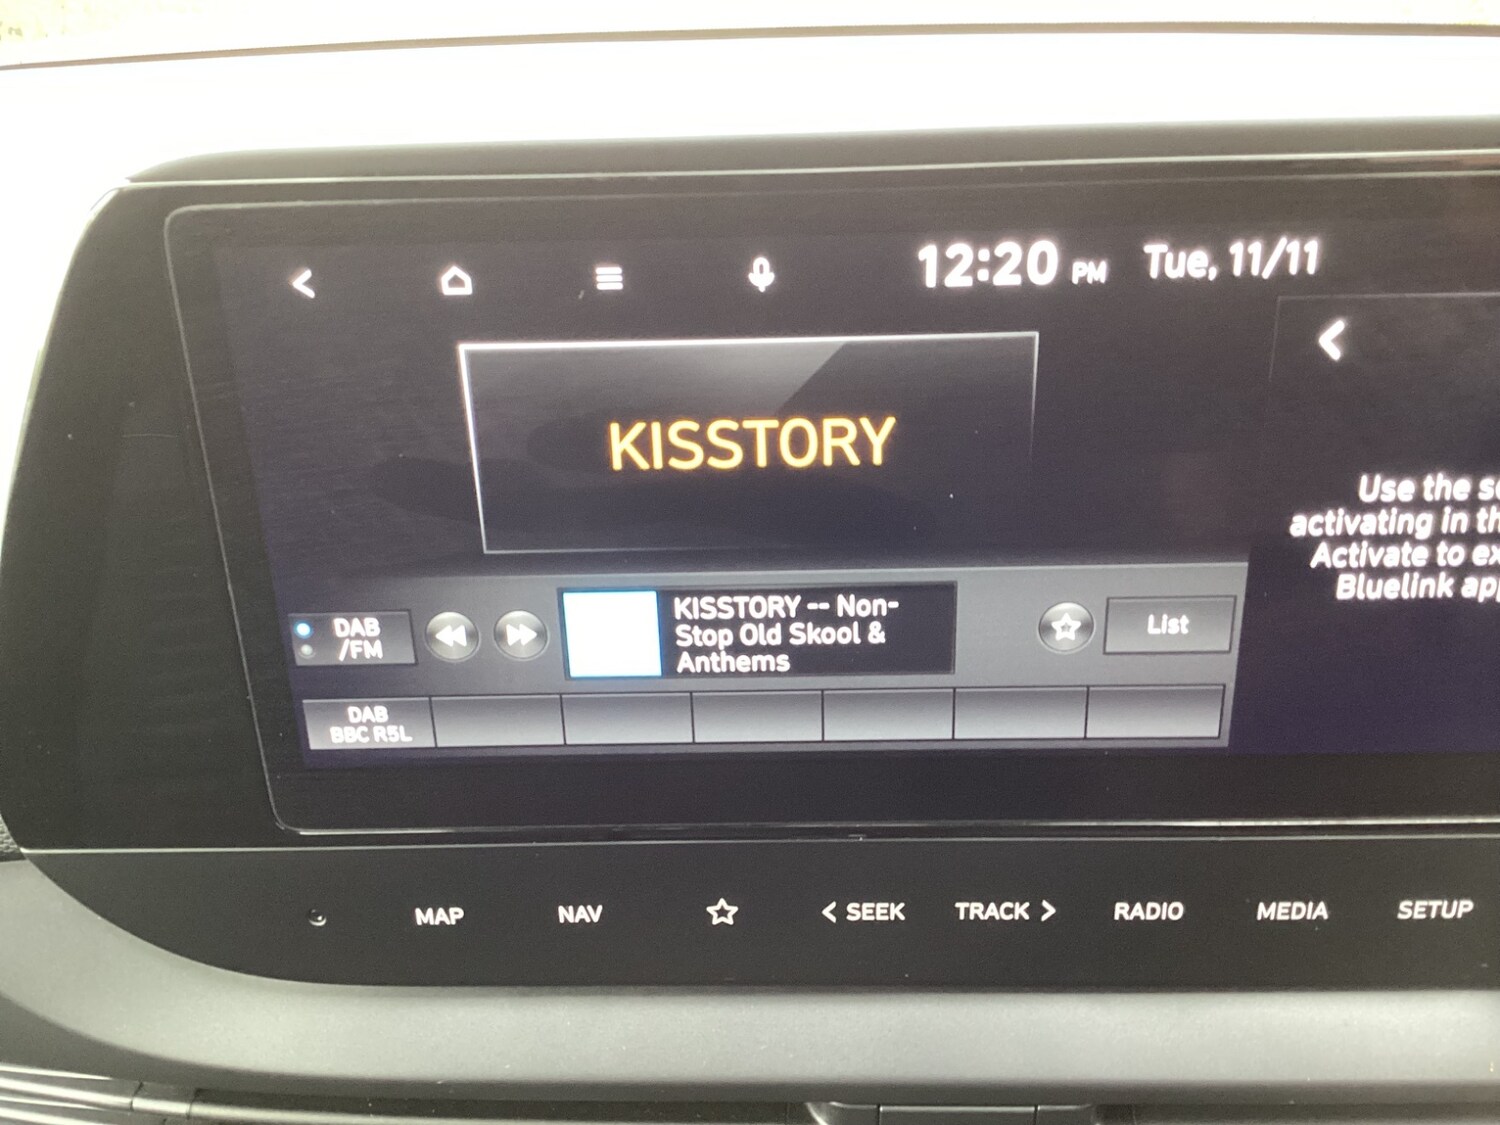 12:20 PM Tue, 11/11
KISSTORY
Use the
activating in
Activate to
Bluelink
DAB
/FM
KISSTORY -- Non-
Stop Old Skool &
Anthems
List
DAB
BBC R5L
MAP NAV < SEEK TRACK > RADIO MEDIA SETUP